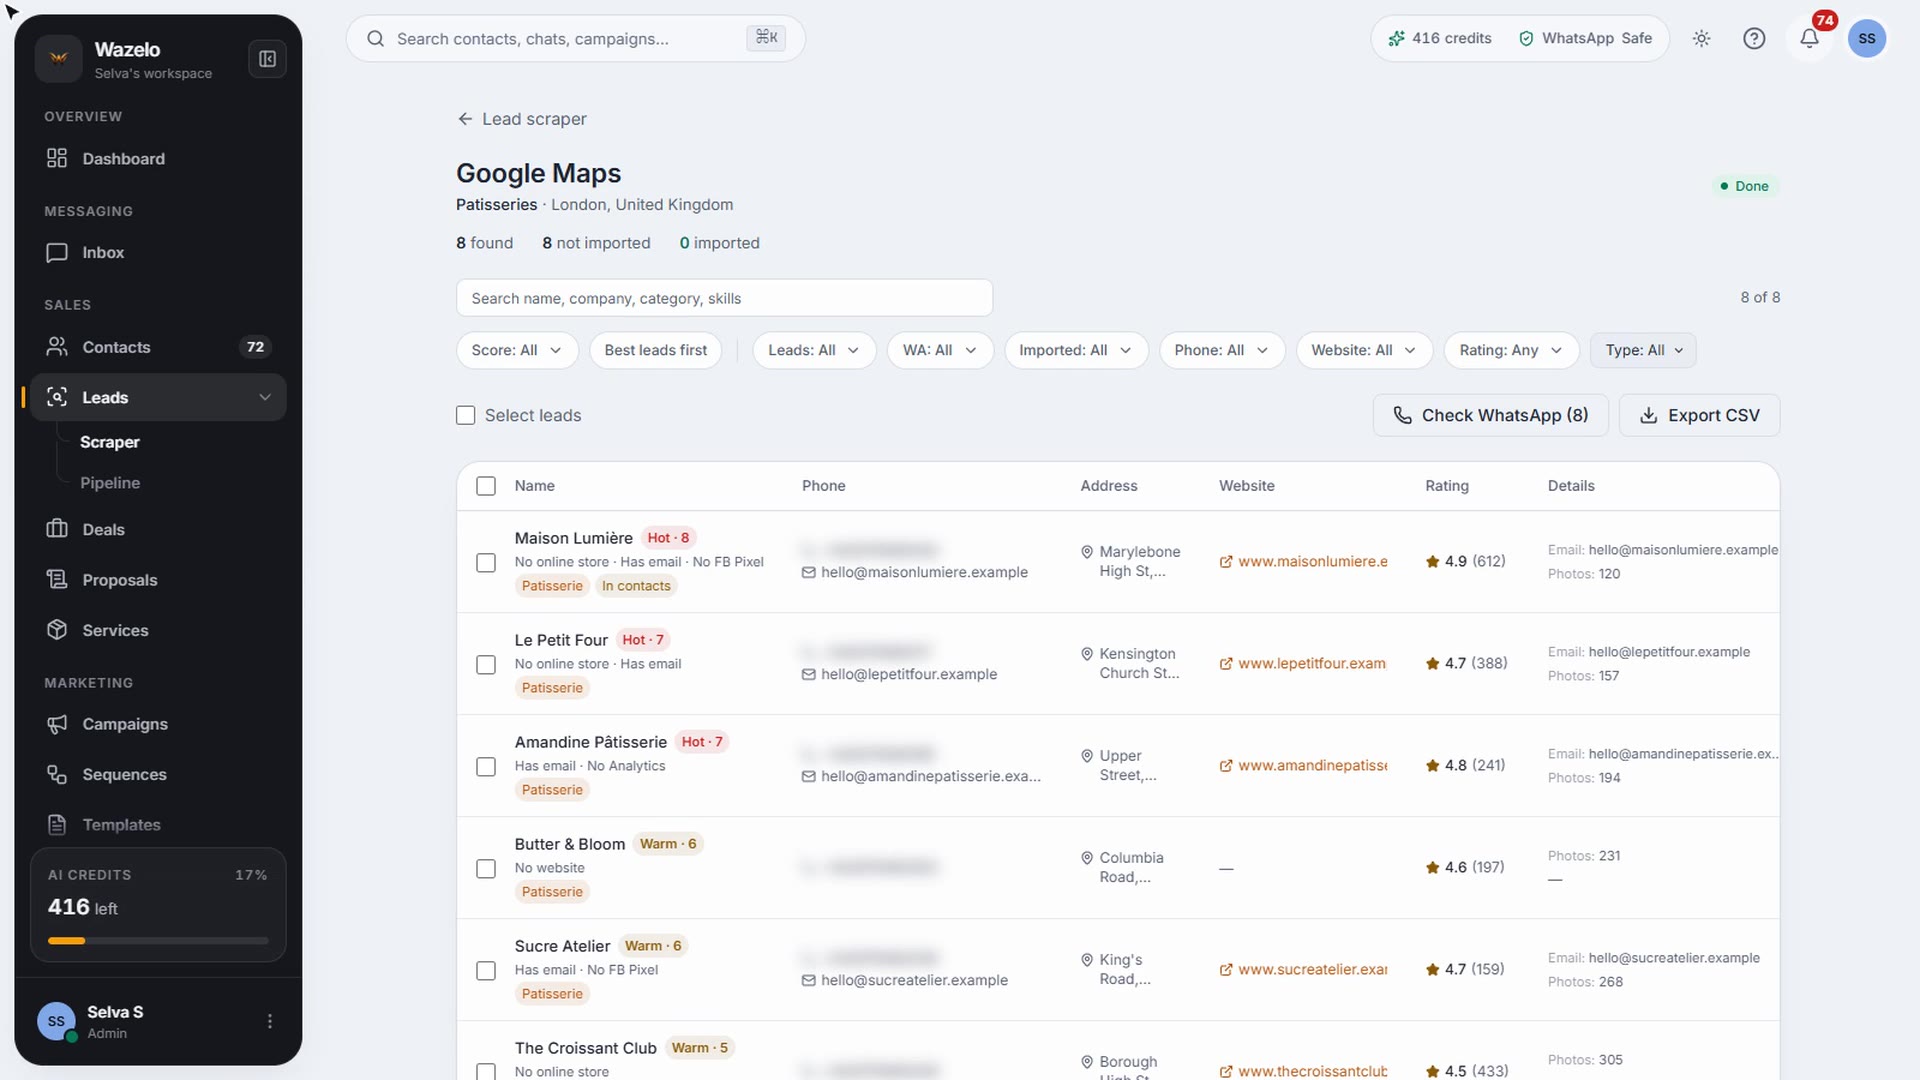 Wazelo
Selva's workspace
Search contacts, chats, campaigns...
⌘K
416 credits
WhatsApp Safe
74
SS
OVERVIEW
Dashboard
MESSAGING
Inbox
SALES
Contacts
72
Leads
Scraper
Pipeline
Deals
Proposals
Services
MARKETING
Campaigns
Sequences
Templates
AI CREDITS 17%
416 left
SS
Selva S
Admin
Lead scraper
Google Maps
Done
Patisseries · London, United Kingdom
8 found 8 not imported 0 imported
Search name, company, category, skills
8 of 8
Score: All Best leads first Leads: All WA: All Imported: All Phone: All Website: All Rating: Any Type: All
Select leads
Check WhatsApp (8)
Export CSV
Name Phone Address Website Rating Details
Maison Lumière Hot · 8
No online store · Has email · No FB Pixel
Patisserie In contacts
hello@maisonlumiere.example
Marylebone
High St,...
www.maisonlumiere.e
4.9 (612)
Email: hello@maisonlumiere.example
Photos: 120
Le Petit Four Hot · 7
No online store · Has email
Patisserie
hello@lepetitfour.example
Kensington
Church St...
www.lepetitfour.exam
4.7 (388)
Email: hello@lepetitfour.example
Photos: 157
Amandine Pâtisserie Hot · 7
Has email · No Analytics
Patisserie
hello@amandinepatisserie.exa...
Upper
Street,...
www.amandinepatisse
4.8 (241)
Email: hello@amandinepatisserie.ex...
Photos: 194
Butter & Bloom Warm · 6
No website
Patisserie
Columbia
Road,...
—
4.6 (197)
Photos: 231
—
Sucre Atelier Warm · 6
Has email · No FB Pixel
Patisserie
hello@sucreatelier.example
King's
Road,...
www.sucreatelier.exar
4.7 (159)
Email: hello@sucreatelier.example
Photos: 268
The Croissant Club Warm · 5
No online store
Borough
High St,...
www.thecroissantclub
4.5 (433)
Photos: 305